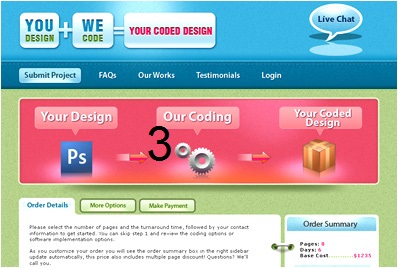 YOU DESIGN + WE CODE = YOUR CODED DESIGN
Live Chat
Submit Project FAQs Our Works Testimonials Login
Your Design
Our Coding
Your Coded Design
Ps
3
Order Details More Options Make Payment
Please select the number of pages and the turnaround time, followed by your contact
information to get started. You can skip step 1 and review the coding options or
software implementation options.
As you customize your order you will see the order summary box in the right sidebar
update automatically, this price also includes multiple page discount! Questions? We'll
call you.
Order Summary
Pages: 8
Days: 6
Base Cost..........$1235